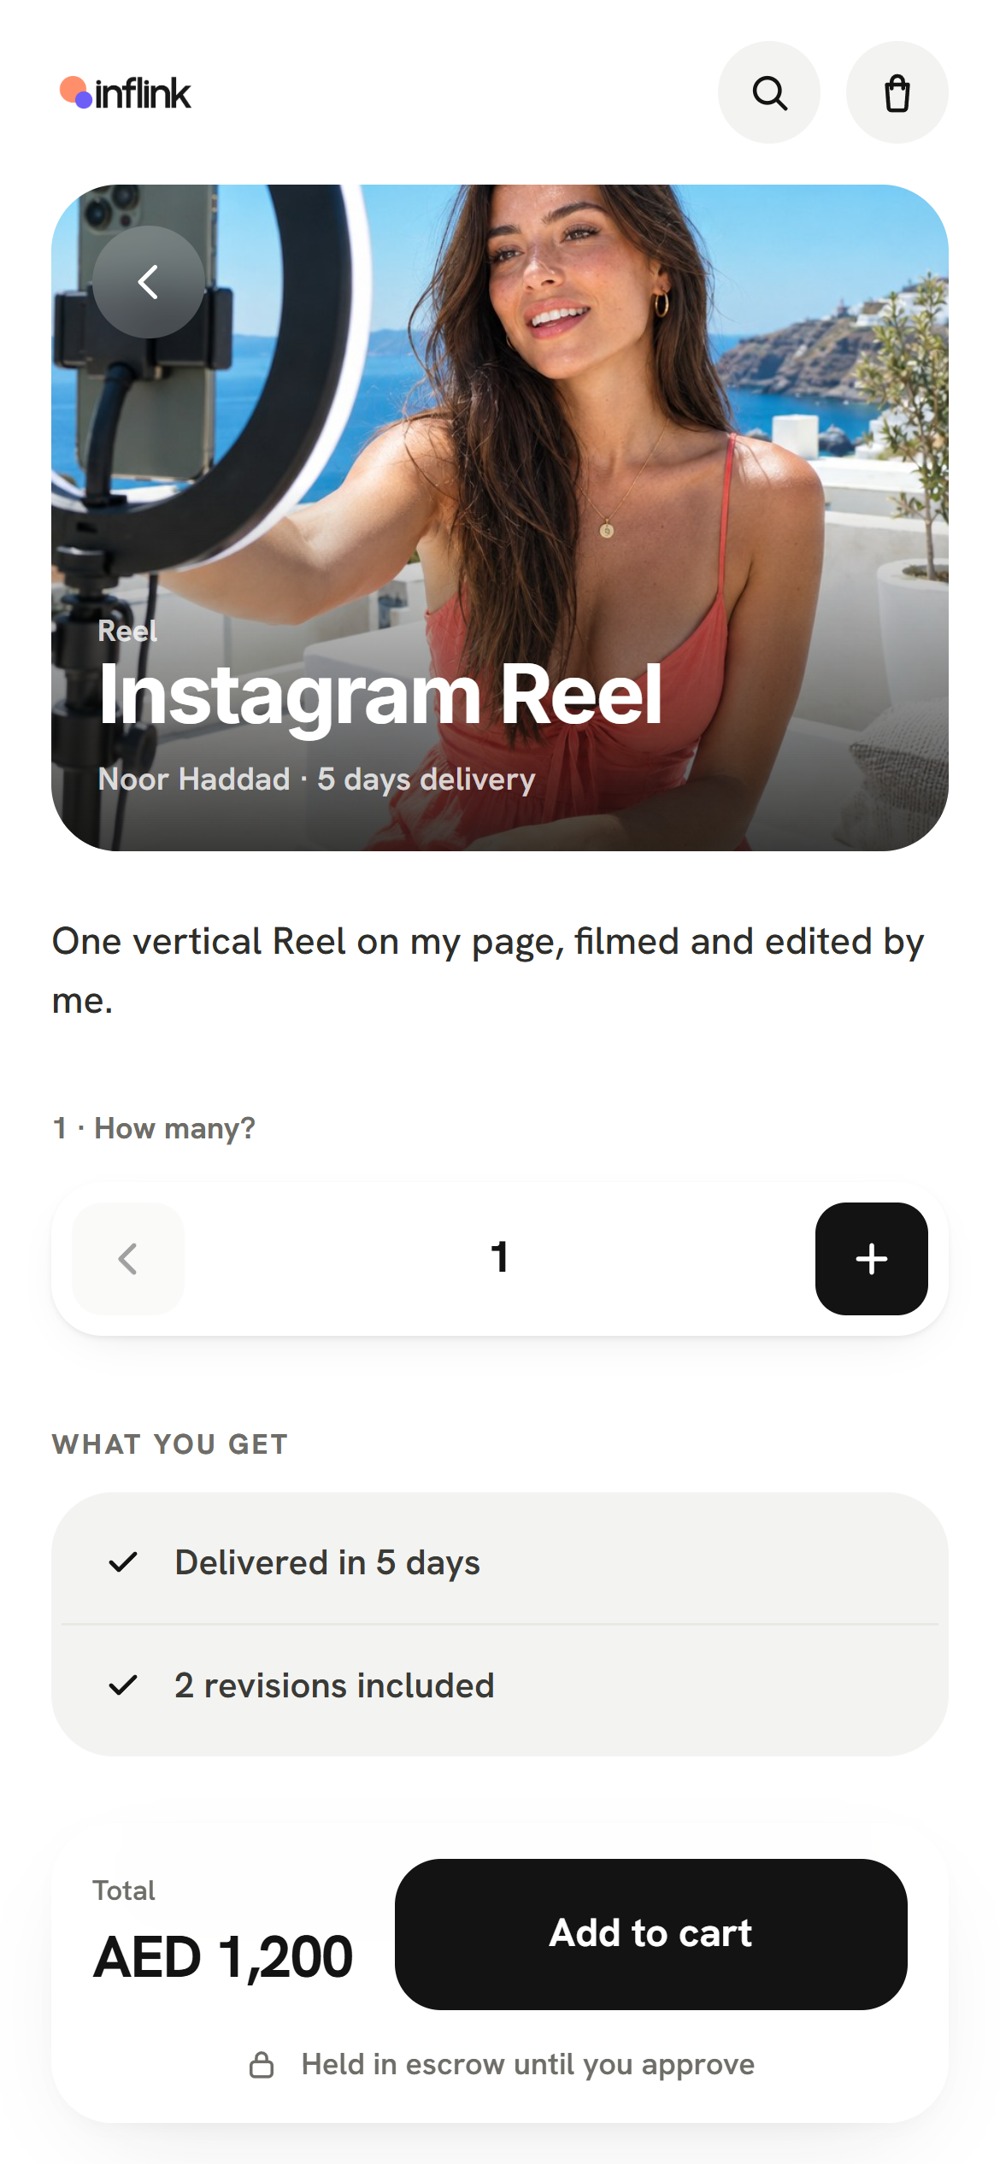 inflink
Reel
Instagram Reel
Noor Haddad · 5 days delivery
One vertical Reel on my page, filmed and edited by
me.
1 · How many?
1
WHAT YOU GET
Delivered in 5 days
2 revisions included
Total
AED 1,200
Add to cart
Held in escrow until you approve